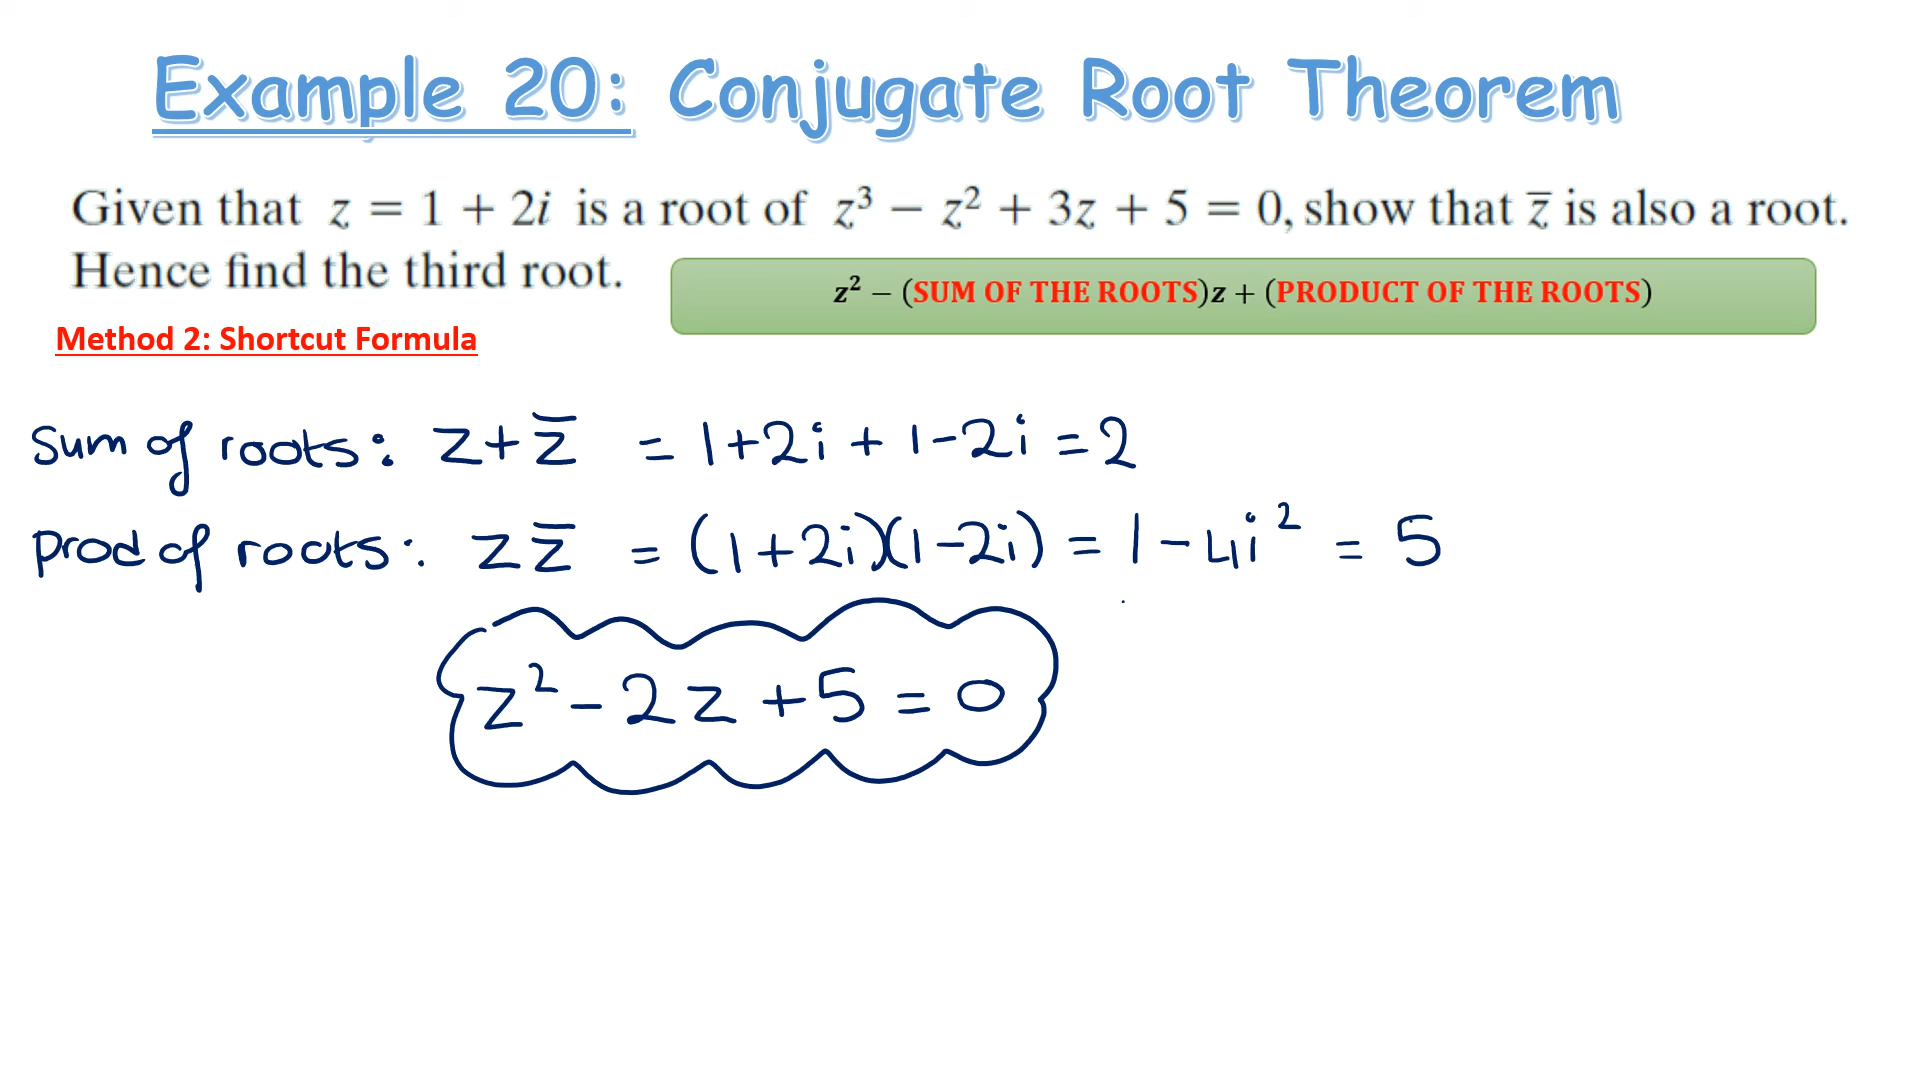 Example 20: Conjugate Root Theorem
Given that z = 1 + 2i is a root of z³ − z² + 3z + 5 = 0, show that z̅ is also a root.
Hence find the third root.
z² − (SUM OF THE ROOTS)z + (PRODUCT OF THE ROOTS)
Method 2: Shortcut Formula
Sum of roots: z + z̅ = 1+2i + 1-2i = 2
Prod of roots: z z̅ = (1+2i)(1-2i) = 1 - 4i² = 5
z² - 2z + 5 = 0